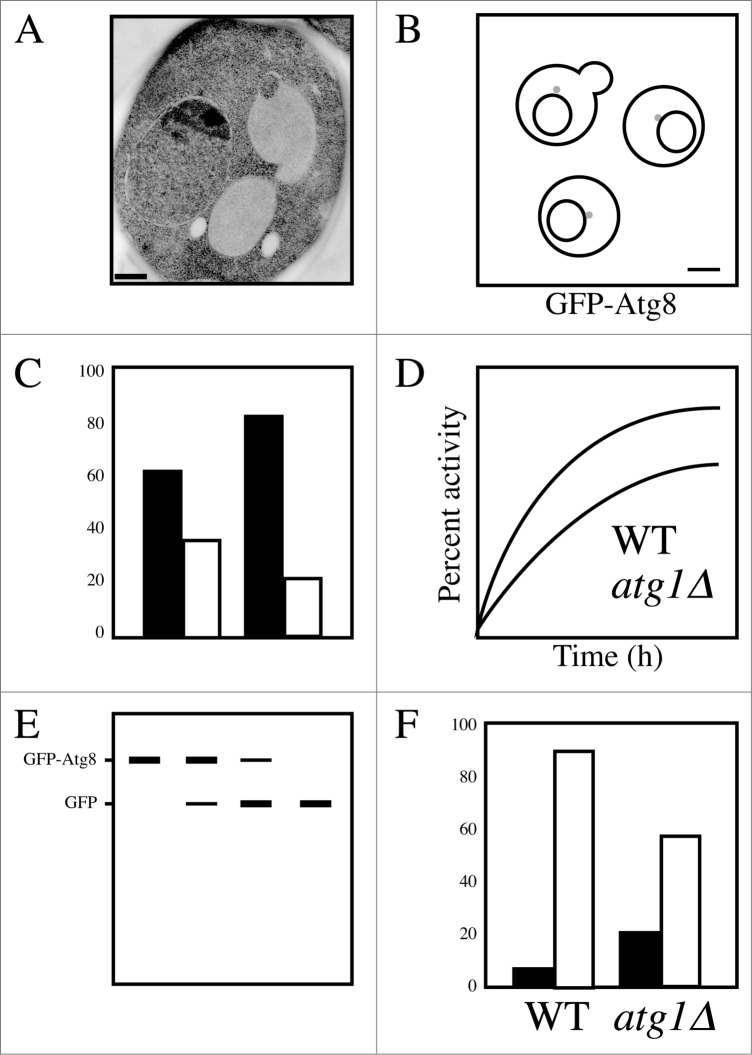 A
B
GFP-Atg8
C
100
80
60
40
20
0
D
Percent activity
WT
atg1Δ
Time (h)
E
GFP-Atg8
GFP
F
100
80
60
40
20
0
WT atg1Δ